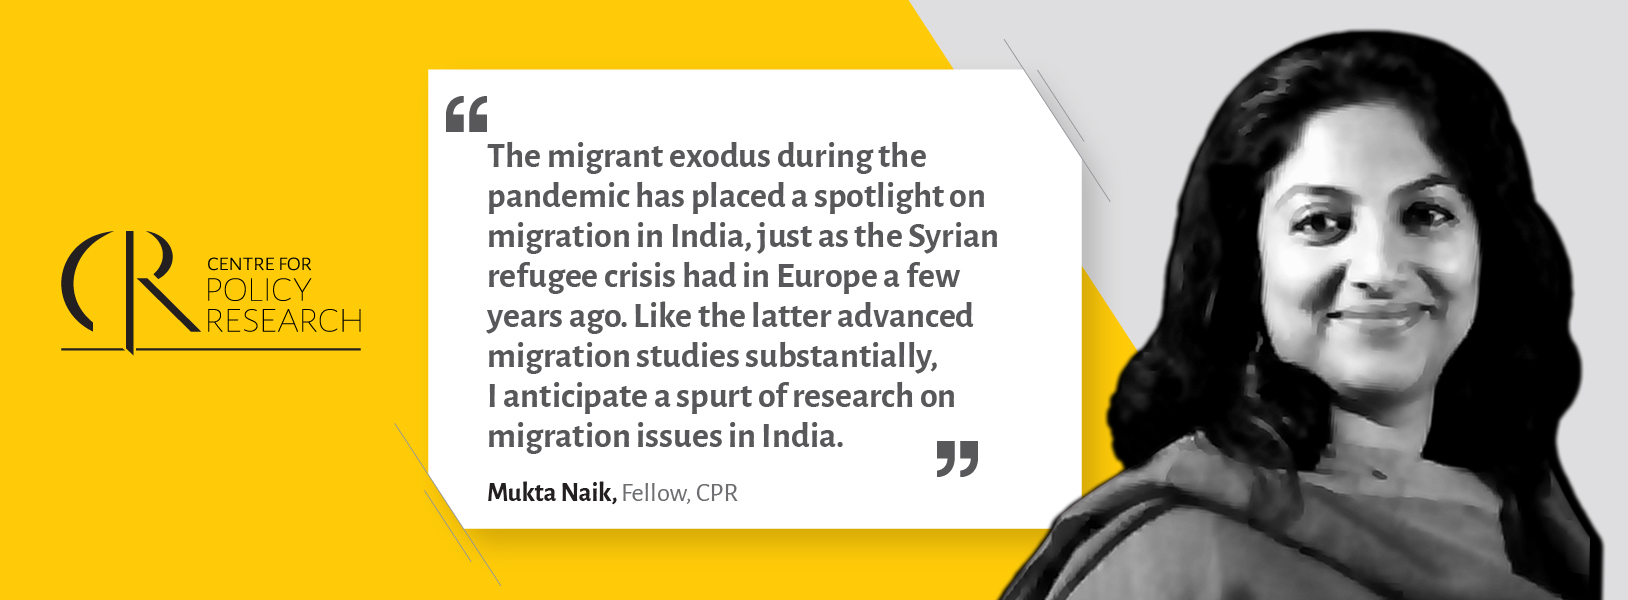 CENTRE FOR
POLICY
RESEARCH
“
The migrant exodus during the
pandemic has placed a spotlight on
migration in India, just as the Syrian
refugee crisis had in Europe a few
years ago. Like the latter advanced
migration studies substantially,
I anticipate a spurt of research on
migration issues in India.
”
Mukta Naik, Fellow, CPR